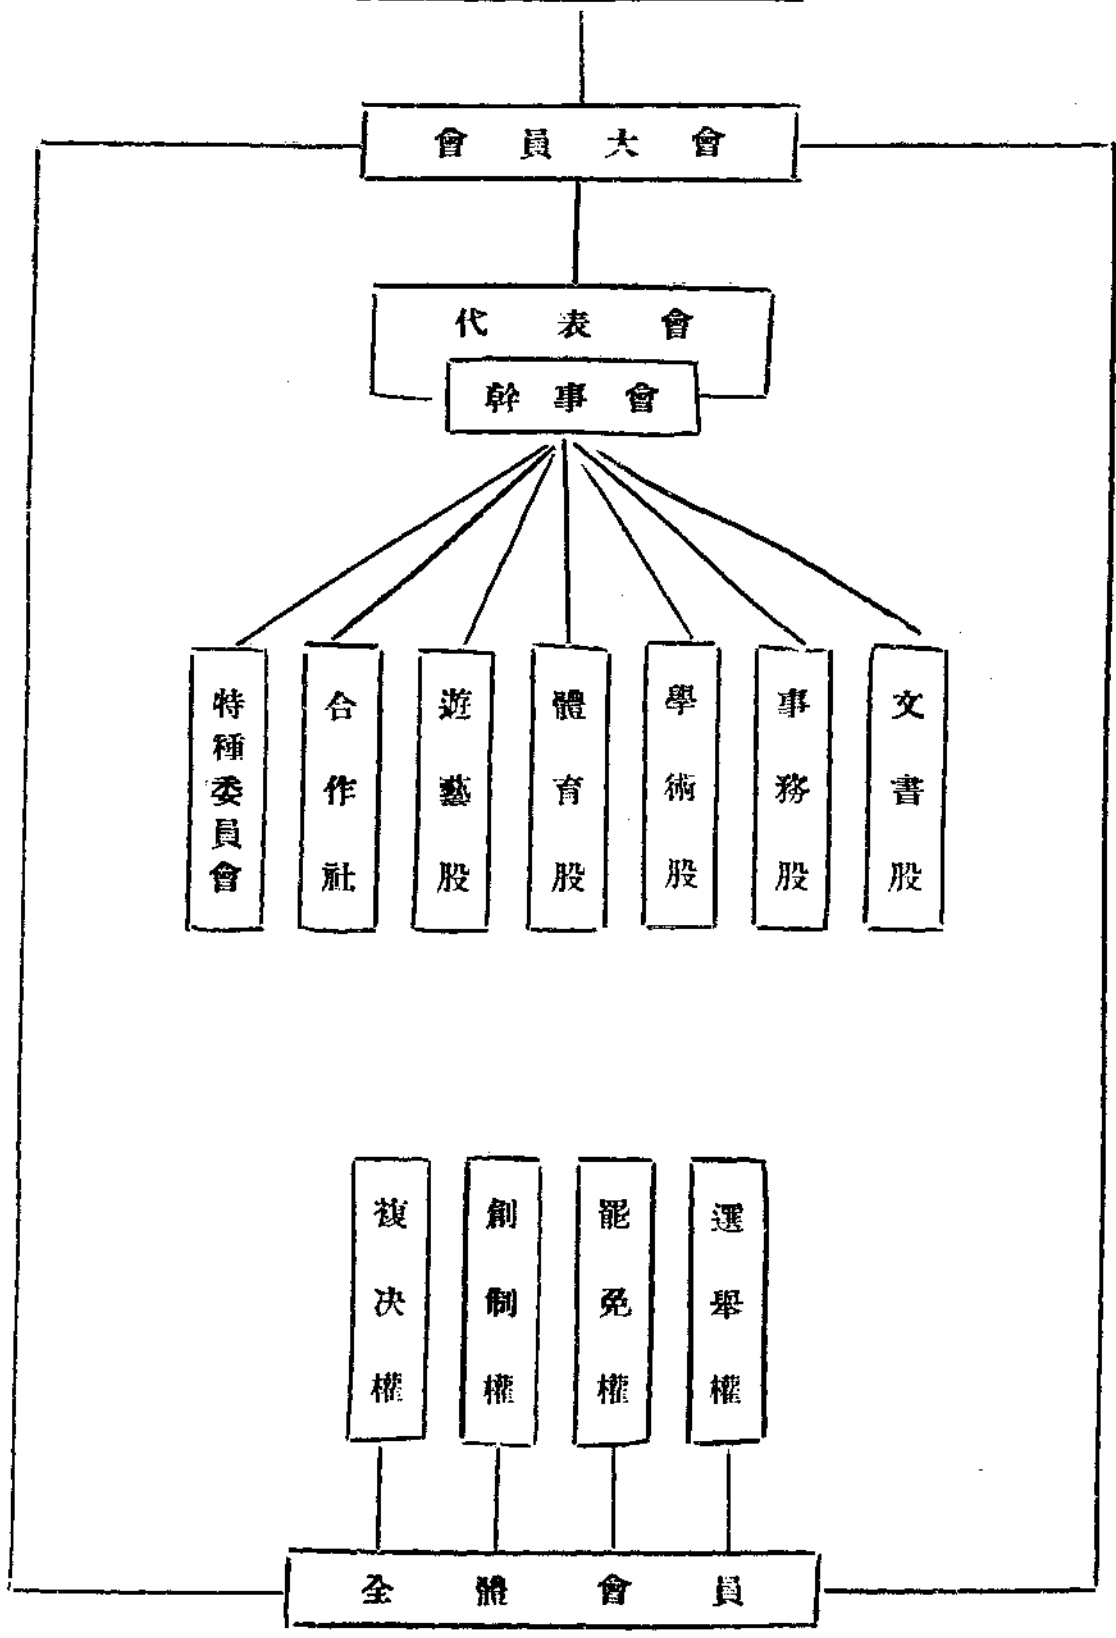 會員大會
代表會
幹事會
文書股
事務股
學術股
體育股
遊藝股
合作社
特種委員會
選舉權
罷免權
創制權
複决權
全體會員